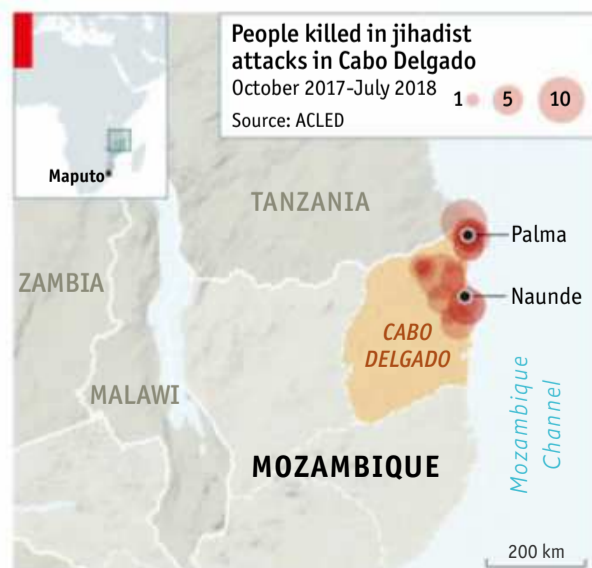 People killed in jihadist
attacks in Cabo Delgado
October 2017-July 2018
1 5 10
Source: ACLED
Maputo
TANZANIA
Palma
ZAMBIA
Naunde
CABO
DELGADO
MALAWI
Mozambique
Channel
MOZAMBIQUE
200 km